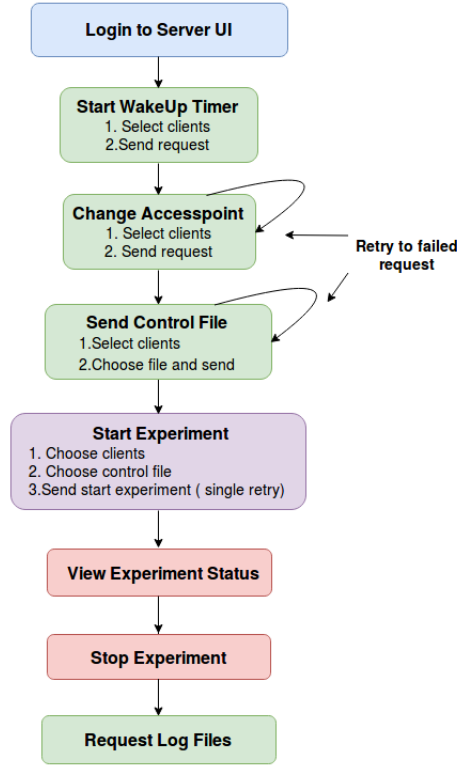 Login to Server UI
Start WakeUp Timer
1. Select clients
2.Send request
Change Accesspoint
1. Select clients
2. Send request
Retry to failed
request
Send Control File
1.Select clients
2.Choose file and send
Start Experiment
1. Choose clients
2. Choose control file
3.Send start experiment ( single retry)
View Experiment Status
Stop Experiment
Request Log Files